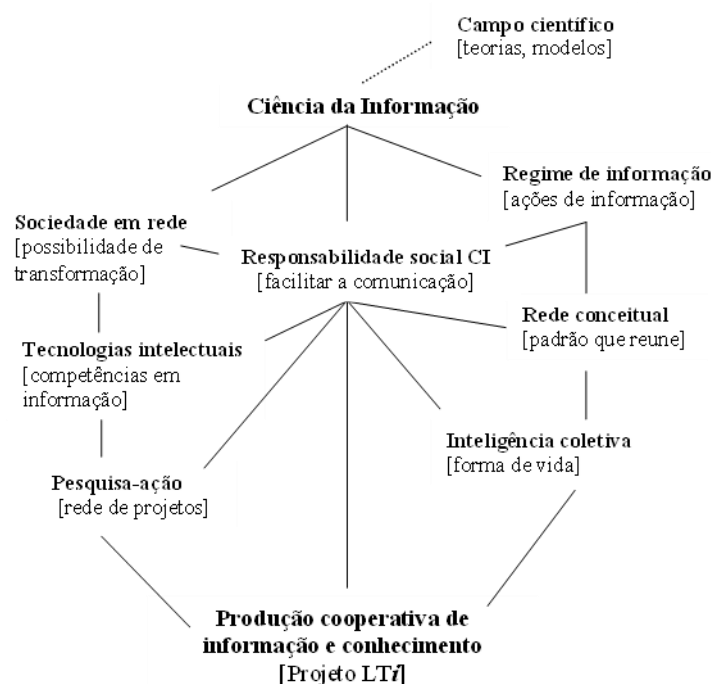 Campo científico
[teorias, modelos]
Ciência da Informação
Regime de informação
[ações de informação]
Sociedade em rede
[possibilidade de
transformação]
Responsabilidade social CI
[facilitar a comunicação]
Rede conceitual
[padrão que reune]
Tecnologias intelectuais
[competências em
informação]
Inteligência coletiva
[forma de vida]
Pesquisa-ação
[rede de projetos]
Produção cooperativa de
informação e conhecimento
[Projeto LTi]